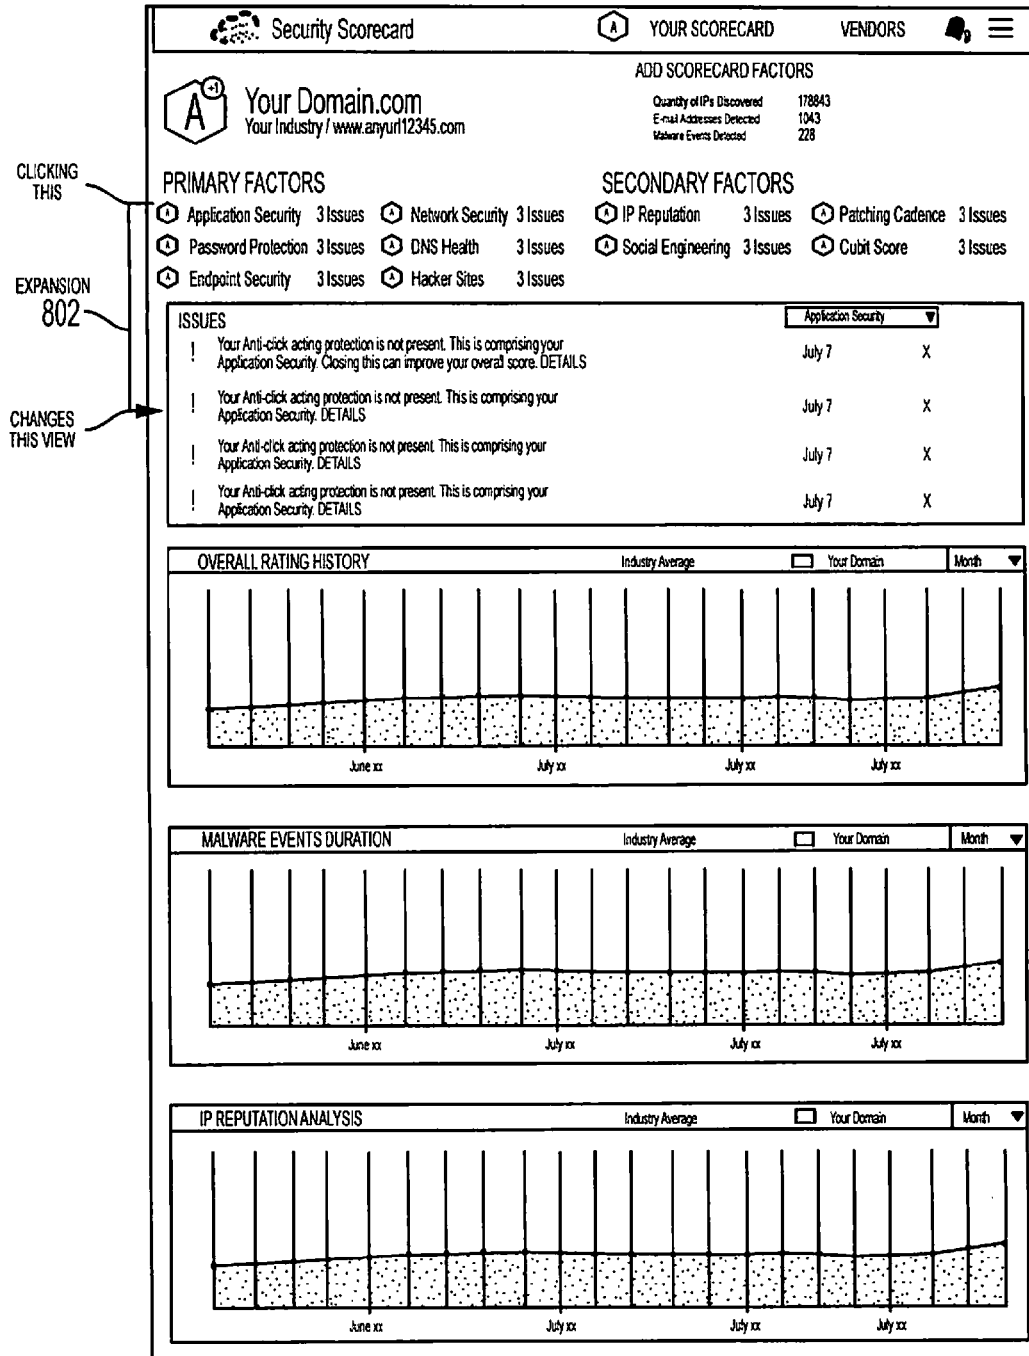 Security Scorecard
A YOUR SCORECARD VENDORS
ADD SCORECARD FACTORS
A +1 Your Domain.com
Your Industry / www.anyurl12345.com
Quantity of IPs Discovered 178843
E-mail Addresses Detected 1043
Malware Events Detected 228
CLICKING THIS
EXPANSION
802
CHANGES
THIS VIEW
PRIMARY FACTORS
A Application Security 3 Issues A Network Security 3 Issues
A Password Protection 3 Issues A DNS Health 3 Issues
A Endpoint Security 3 Issues A Hacker Sites 3 Issues
SECONDARY FACTORS
A IP Reputation 3 Issues A Patching Cadence 3 Issues
A Social Engineering 3 Issues A Cubit Score 3 Issues
ISSUES Application Security
! Your Anti-click acting protection is not present. This is comprising your
Application Security. Closing this can improve your overall score. DETAILS July 7 X
! Your Anti-click acting protection is not present. This is comprising your
Application Security. DETAILS July 7 X
! Your Anti-click acting protection is not present. This is comprising your
Application Security. DETAILS July 7 X
! Your Anti-click acting protection is not present. This is comprising your
Application Security. DETAILS July 7 X
OVERALL RATING HISTORY Industry Average Your Domain Month
June xx July xx July xx July xx
MALWARE EVENTS DURATION Industry Average Your Domain Month
June xx July xx July xx July xx
IP REPUTATION ANALYSIS Industry Average Your Domain Month
June xx July xx July xx July xx